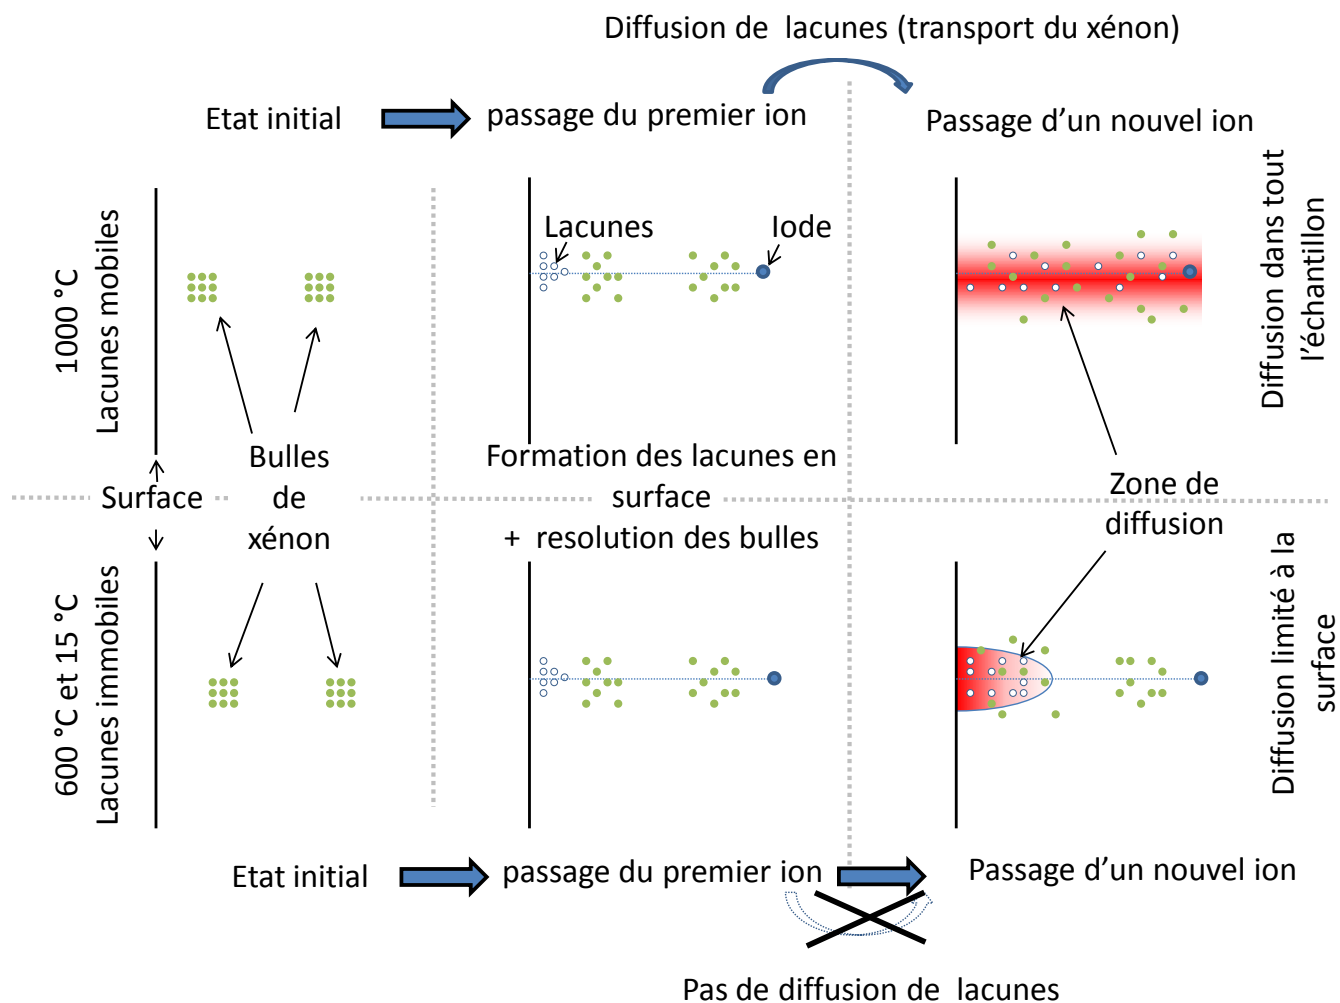 Diffusion de lacunes (transport du xénon)
Etat initial
passage du premier ion
Passage d'un nouvel ion
1000 °C
Lacunes mobiles
Lacunes
Iode
Diffusion dans tout
l'échantillon
Bulles
de
xénon
Surface
Formation des lacunes en
surface
+ resolution des bulles
Zone de
diffusion
600 °C et 15 °C
Lacunes immobiles
Diffusion limité à la
surface
Etat initial
passage du premier ion
Passage d'un nouvel ion
Pas de diffusion de lacunes